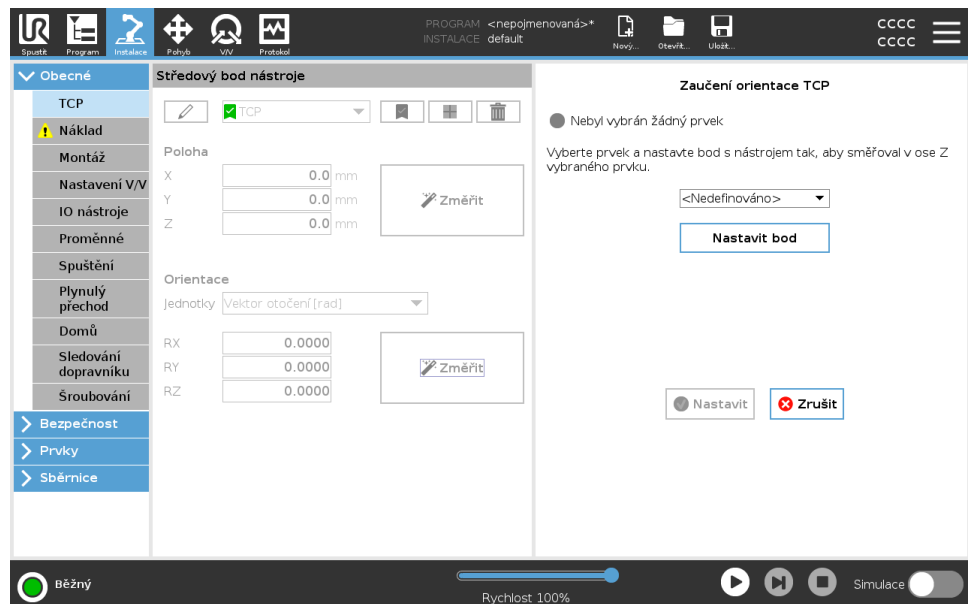 UR
PROGRAM <nepojmenovaná>*
INSTALACE default
CCCC
CCCC
Spustit Program Instalace Pohyb V/V Protokol Nový... Otevřít... Uložit...
Obecné
TCP
Náklad
Montáž
Nastavení V/V
IO nástroje
Proměnné
Spuštění
Plynulý
přechod
Domů
Sledování
dopravníku
Šroubování
Bezpečnost
Prvky
Sběrnice
Středový bod nástroje
TCP
Poloha
X 0.0 mm
Y 0.0 mm
Z 0.0 mm
Změřit
Orientace
Jednotky Vektor otočení [rad]
RX 0.0000
RY 0.0000
RZ 0.0000
Změřit
Zaučení orientace TCP
Nebyl vybrán žádný prvek
Vyberte prvek a nastavte bod s nástrojem tak, aby směřoval v ose Z
vybraného prvku.
<Nedefinováno>
Nastavit bod
Nastavit Zrušit
Běžný
Rychlost 100%
Simulace